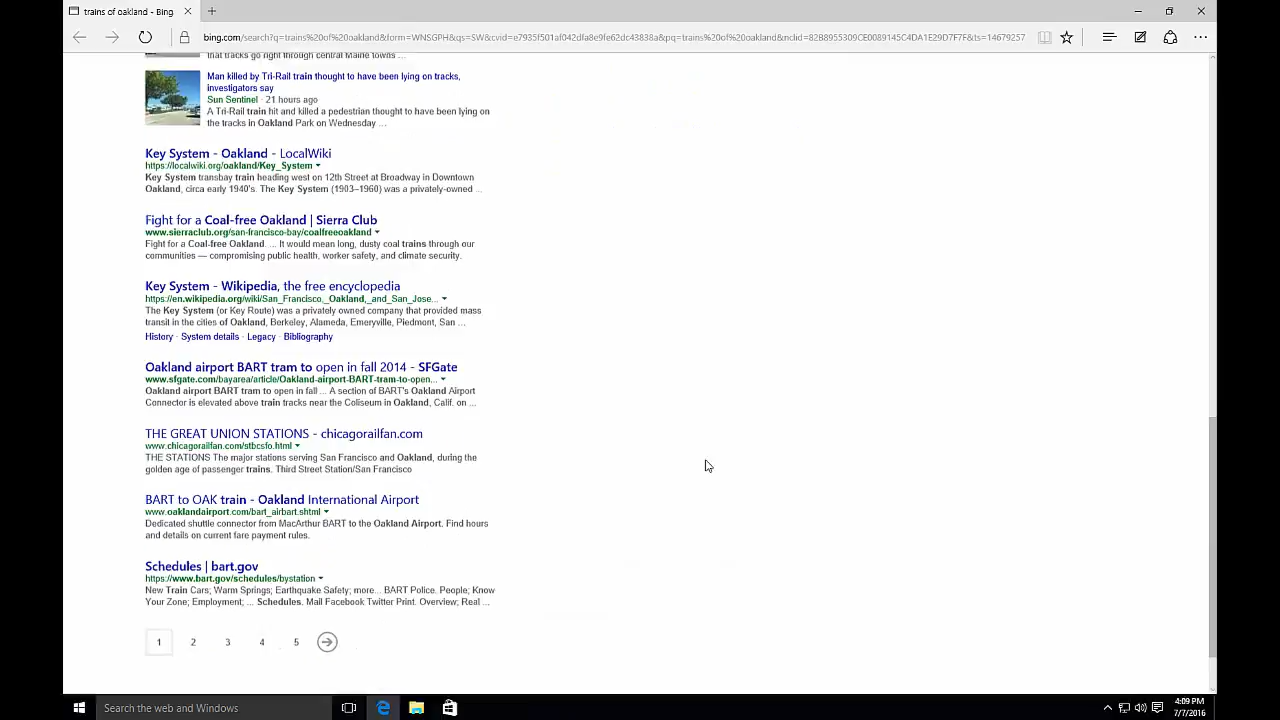 trains of oakland - Bing
bing.com/search?q=trains%20of%20oakland&form=WNSGPH&qs=SW&cvid=e7935f501af042dfa8e9fe62dc43838a&pq=trains%20of%20oakland&nclid=82B8955309CE0089145C4DA1E29D7F7F&ts=14679257
that tracks go right through central Maine towns ...
Man killed by Tri-Rail train thought to have been lying on tracks,
investigators say
Sun Sentinel · 21 hours ago
A Tri-Rail train hit and killed a pedestrian thought to have been lying on
the tracks in Oakland Park on Wednesday ...
Key System - Oakland - LocalWiki
https://localwiki.org/oakland/Key_System
Key System transbay train heading west on 12th Street at Broadway in Downtown
Oakland, circa early 1940's. The Key System (1903–1960) was a privately-owned ...
Fight for a Coal-free Oakland | Sierra Club
www.sierraclub.org/san-francisco-bay/coalfreeoakland
Fight for a Coal-free Oakland. ... It would mean long, dusty coal trains through our
communities — compromising public health, worker safety, and climate security.
Key System - Wikipedia, the free encyclopedia
https://en.wikipedia.org/wiki/San_Francisco,_Oakland,_and_San_Jose...
The Key System (or Key Route) was a privately owned company that provided mass
transit in the cities of Oakland, Berkeley, Alameda, Emeryville, Piedmont, San ...
History · System details · Legacy · Bibliography
Oakland airport BART tram to open in fall 2014 - SFGate
www.sfgate.com/bayarea/article/Oakland-airport-BART-tram-to-open...
Oakland airport BART tram to open in fall ... A section of BART's Oakland Airport
Connector is elevated above train tracks near the Coliseum in Oakland, Calif. on ...
THE GREAT UNION STATIONS - chicagorailfan.com
www.chicagorailfan.com/stbcsfo.html
THE STATIONS The major stations serving San Francisco and Oakland, during the
golden age of passenger trains. Third Street Station/San Francisco
BART to OAK train - Oakland International Airport
www.oaklandairport.com/bart_airbart.shtml
Dedicated shuttle connector from MacArthur BART to the Oakland Airport. Find hours
and details on current fare payment rules.
Schedules | bart.gov
https://www.bart.gov/schedules/bystation
New Train Cars; Warm Springs; Earthquake Safety; more... BART Police. People; Know
Your Zone; Employment; ... Schedules. Mail Facebook Twitter Print. Overview; Real ...
1 2 3 4 5
Search the web and Windows
4:09 PM
7/7/2016